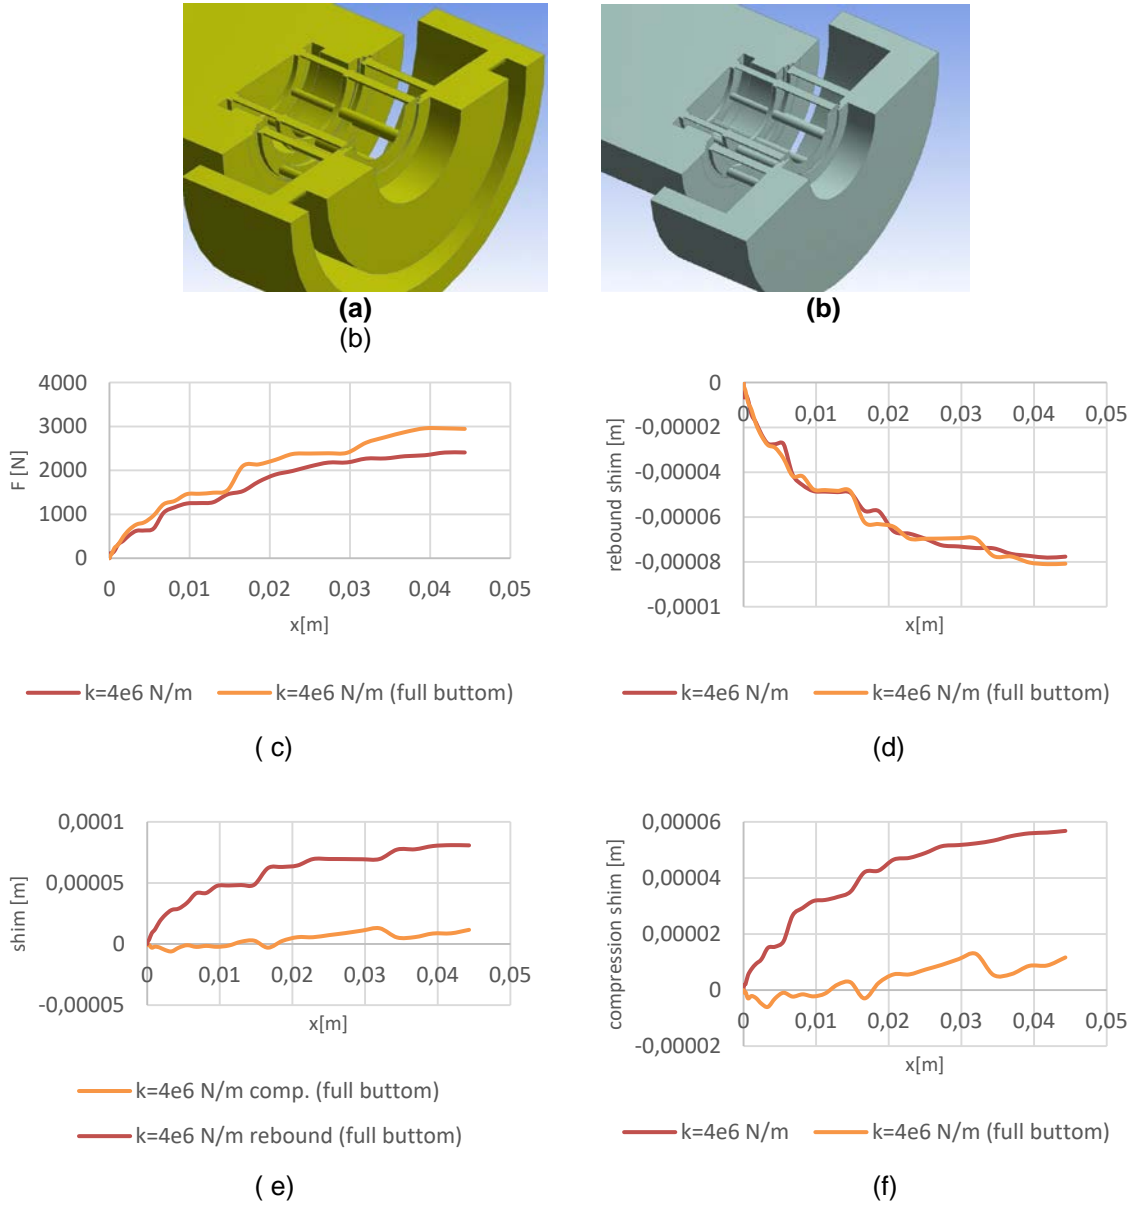 (a)
(b)
(b)
4000
3000
2000
1000
0
F [N]
0
0,01
0,02
0,03
0,04
0,05
x[m]
k=4e6 N/m
k=4e6 N/m (full buttom)
( c)
0
-0,00002
-0,00004
-0,00006
-0,00008
-0,0001
rebound shim [m]
0
0,01
0,02
0,03
0,04
0,05
x[m]
k=4e6 N/m
k=4e6 N/m (full buttom)
(d)
0,0001
0,00005
0
-0,00005
shim [m]
0
0,01
0,02
0,03
0,04
0,05
x[m]
k=4e6 N/m comp. (full buttom)
k=4e6 N/m rebound (full buttom)
( e)
0,00006
0,00004
0,00002
0
-0,00002
compression shim [m]
0
0,01
0,02
0,03
0,04
0,05
x[m]
k=4e6 N/m
k=4e6 N/m (full buttom)
(f)